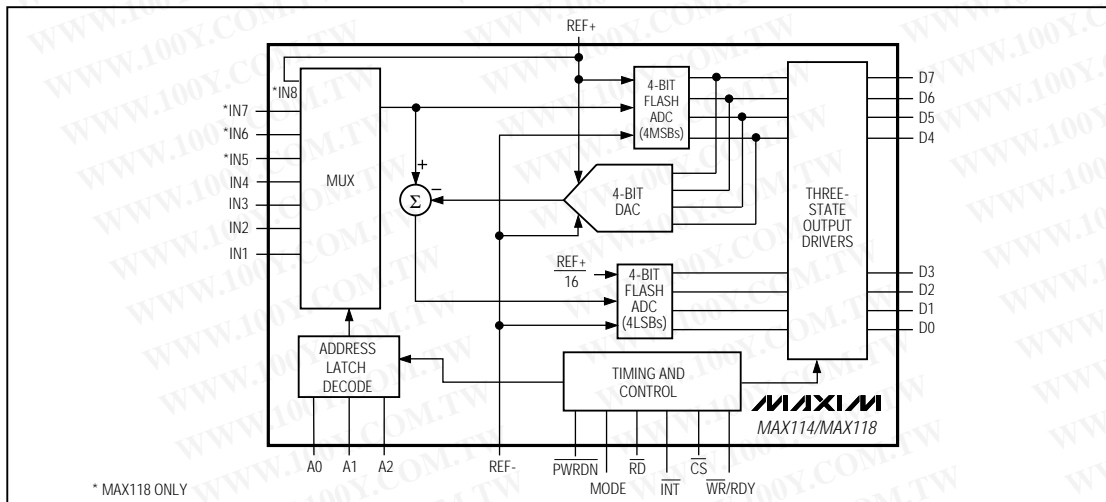 REF+
*IN8
*IN7
*IN6
*IN5
IN4
IN3
IN2
IN1
MUX
+
−
Σ
4-BIT
FLASH
ADC
(4MSBs)
4-BIT
DAC
REF+
16
4-BIT
FLASH
ADC
(4LSBs)
THREE-
STATE
OUTPUT
DRIVERS
D7
D6
D5
D4
D3
D2
D1
D0
ADDRESS
LATCH
DECODE
TIMING AND
CONTROL
MAXIM
MAX114/MAX118
A0
A1
A2
REF-
PWRDN
MODE
RD
INT
CS
WR/RDY
* MAX118 ONLY
WWW.100Y.COM.TW